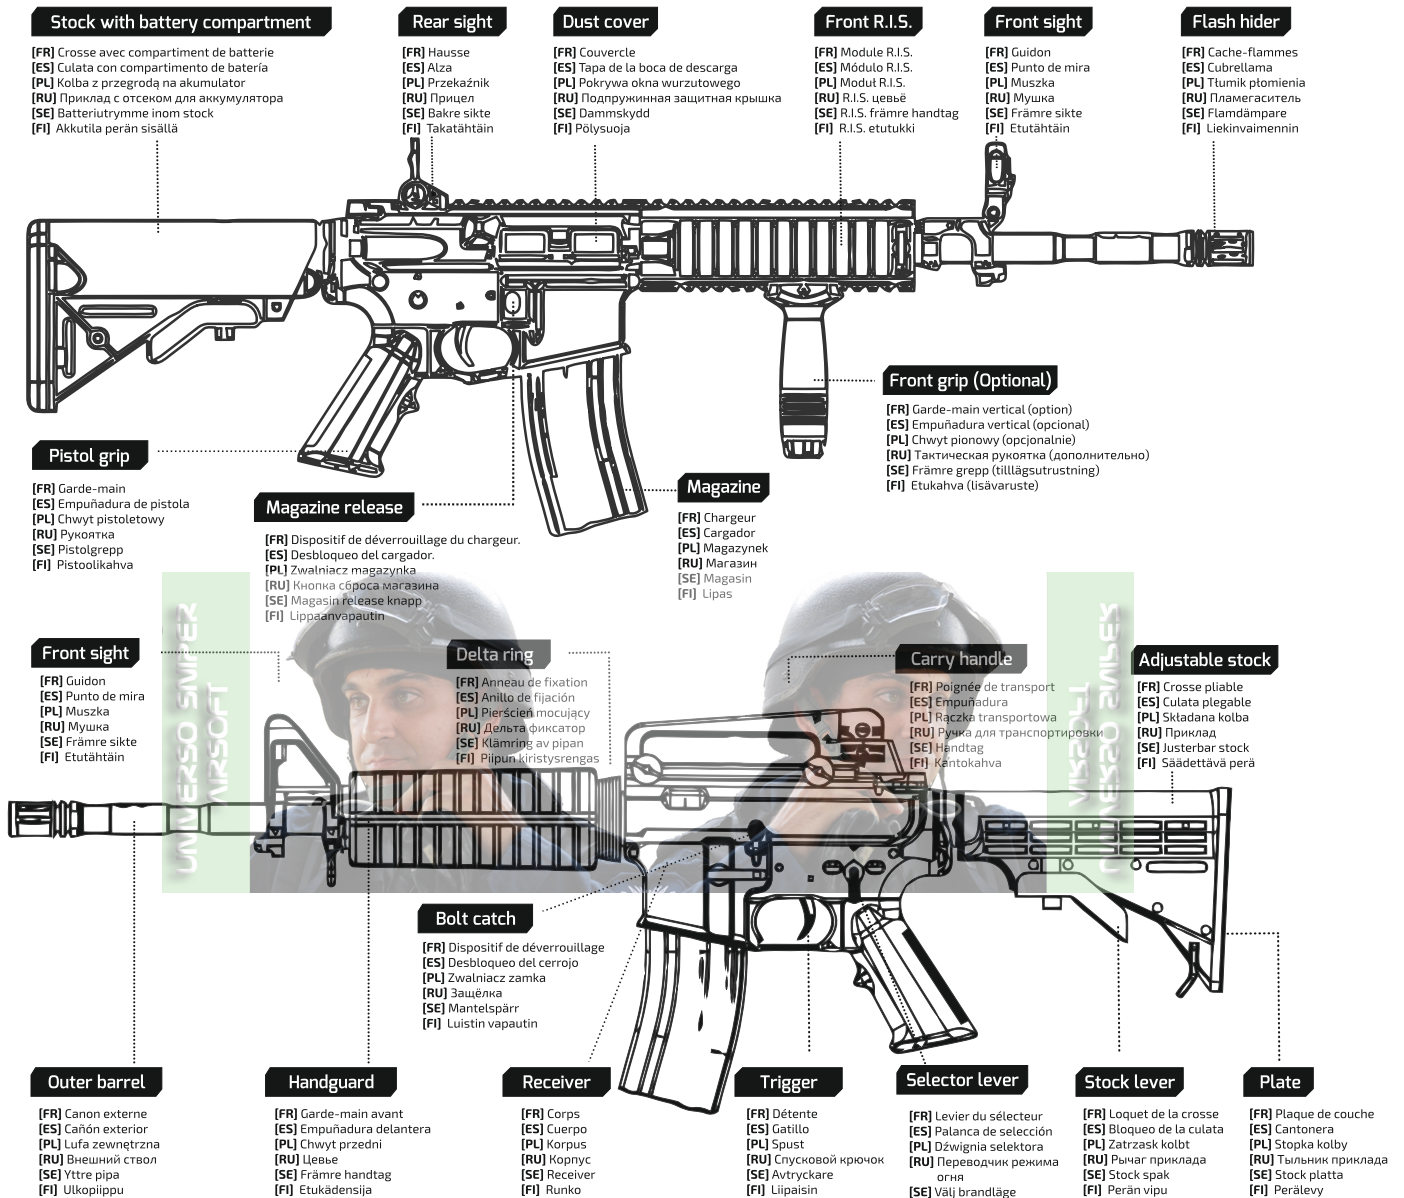 Stock with battery compartment
[FR] Crosse avec compartiment de batterie
[ES] Culata con compartimento de batería
[PL] Kolba z przegrodą na akumulator
[RU] Приклад с отсеком для аккумулятора
[SE] Batteriutrymme inom stock
[FI] Akkutila perän sisällä
Rear sight
[FR] Hausse
[ES] Alza
[PL] Przekaźnik
[RU] Прицел
[SE] Bakre sikte
[FI] Takatähtäin
Dust cover
[FR] Couvercle
[ES] Tapa de la boca de descarga
[PL] Pokrywa okna wurzutowego
[RU] Подпружинная защитная крышка
[SE] Dammskydd
[FI] Pölysuoja
Front R.I.S.
[FR] Module R.I.S.
[ES] Módulo R.I.S.
[PL] Moduł R.I.S.
[RU] R.I.S. цевьё
[SE] R.I.S. främre handtag
[FI] R.I.S. etutukki
Front sight
[FR] Guidon
[ES] Punto de mira
[PL] Muszka
[RU] Мушка
[SE] Främre sikte
[FI] Etutähtäin
Flash hider
[FR] Cache-flammes
[ES] Cubrellama
[PL] Tłumik płomienia
[RU] Пламегаситель
[SE] Flamdämpare
[FI] Liekinvaimennin
Front grip (Optional)
[FR] Garde-main vertical (option)
[ES] Empuñadura vertical (opcional)
[PL] Chwyt pionowy (opcjonalnie)
[RU] Тактическая рукоятка (дополнительно)
[SE] Främre grepp (tilllägsutrustning)
[FI] Etukahva (lisävaruste)
Pistol grip
[FR] Garde-main
[ES] Empuñadura de pistola
[PL] Chwyt pistoletowy
[RU] Рукоятка
[SE] Pistolgrepp
[FI] Pistoolikahva
Magazine release
[FR] Dispositif de déverrouillage du chargeur.
[ES] Desbloqueo del cargador.
[PL] Zwalniacz magazynka
[RU] Кнопка сброса магазина
[SE] Magasin release knapp
[FI] Lippaanvapautin
Magazine
[FR] Chargeur
[ES] Cargador
[PL] Magazynek
[RU] Магазин
[SE] Magasin
[FI] Lipas
UNIVERSO SNIPER
AIRSOFT
UNIVERSO SNIPER
AIRSOFT
Front sight
[FR] Guidon
[ES] Punto de mira
[PL] Muszka
[RU] Мушка
[SE] Främre sikte
[FI] Etutähtäin
Delta ring
[FR] Anneau de fixation
[ES] Anillo de fijación
[PL] Pierścień mocujący
[RU] Дельта фиксатор
[SE] Klämring av pipan
[FI] Piipun kiristysrengas
Carry handle
[FR] Poignée de transport
[ES] Empuñadura
[PL] Rączka transportowa
[RU] Ручка для транспортировки
[SE] Handtag
[FI] Kantokahva
Adjustable stock
[FR] Crosse pliable
[ES] Culata plegable
[PL] Składana kolba
[RU] Приклад
[SE] Justerbar stock
[FI] Säädettävä perä
Bolt catch
[FR] Dispositif de déverrouillage
[ES] Desbloqueo del cerrojo
[PL] Zwalniacz zamka
[RU] Защёлка
[SE] Mantelspärr
[FI] Luistin vapautin
Outer barrel
[FR] Canon externe
[ES] Cañón exterior
[PL] Lufa zewnętrzna
[RU] Внешний ствол
[SE] Yttre pipa
[FI] Ulkopiippu
Handguard
[FR] Garde-main avant
[ES] Empuñadura delantera
[PL] Chwyt przedni
[RU] Цевье
[SE] Främre handtag
[FI] Etukädensija
Receiver
[FR] Corps
[ES] Cuerpo
[PL] Korpus
[RU] Корпус
[SE] Receiver
[FI] Runko
Trigger
[FR] Détente
[ES] Gatillo
[PL] Spust
[RU] Спусковой крючок
[SE] Avtryckare
[FI] Liipaisin
Selector lever
[FR] Levier du sélecteur
[ES] Palanca de selección
[PL] Dźwignia selektora
[RU] Переводчик режима
огня
[SE] Välj brandläge
Stock lever
[FR] Loquet de la crosse
[ES] Bloqueo de la culata
[PL] Zatrzask kolbt
[RU] Рычаг приклада
[SE] Stock spak
[FI] Perän vipu
Plate
[FR] Plaque de couche
[ES] Cantonera
[PL] Stopka kolby
[RU] Тыльник приклада
[SE] Stock platta
[FI] Perälevy